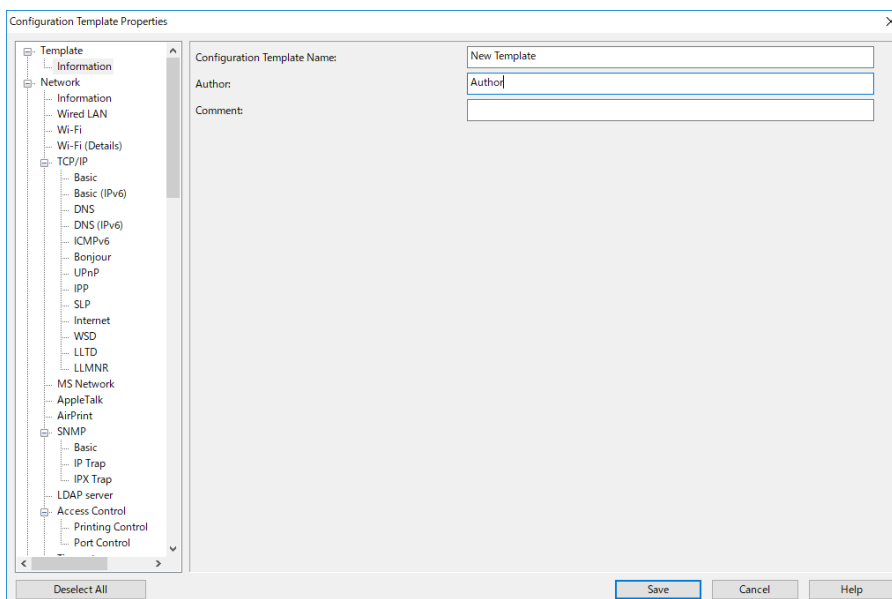 Configuration Template Properties
Template
Information
Network
Information
Wired LAN
Wi-Fi
Wi-Fi (Details)
TCP/IP
Basic
Basic (IPv6)
DNS
DNS (IPv6)
ICMPv6
Bonjour
UPnP
IPP
SLP
Internet
WSD
LLTD
LLMNR
MS Network
AppleTalk
AirPrint
SNMP
Basic
IP Trap
IPX Trap
LDAP server
Access Control
Printing Control
Port Control
Configuration Template Name: New Template
Author: Author
Comment:
Deselect All Save Cancel Help